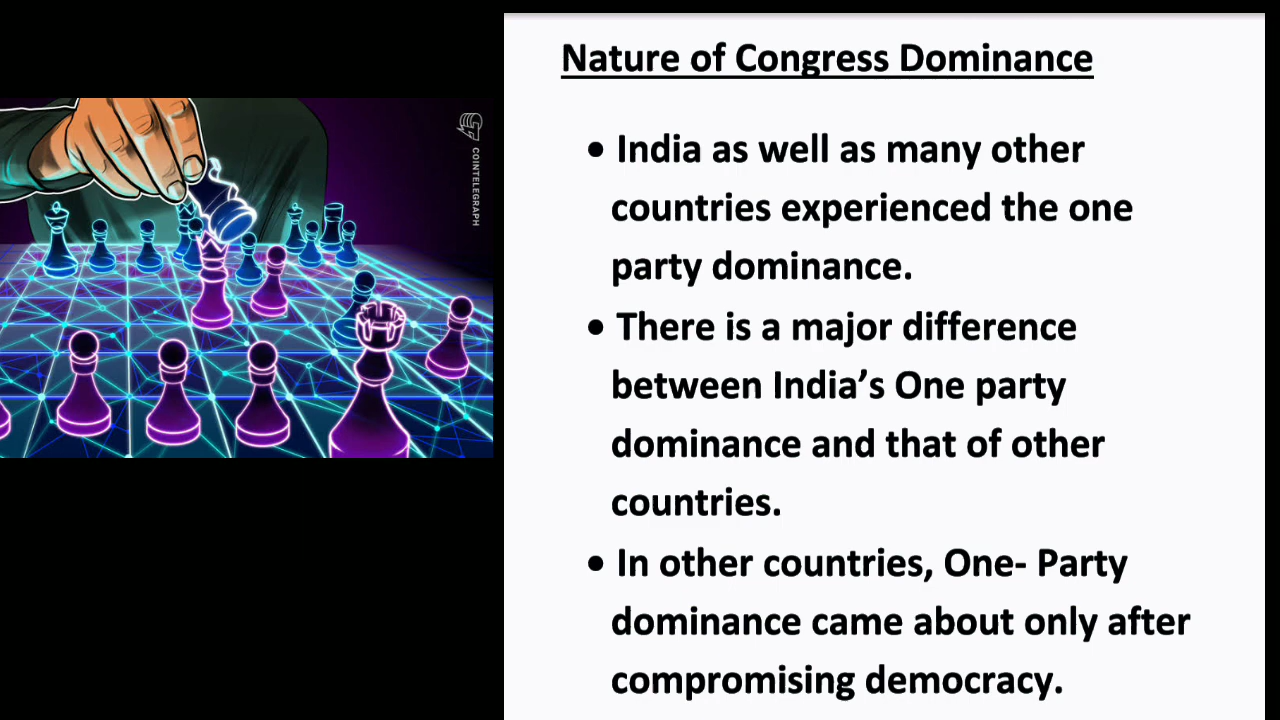 COINTELEGRAPH
Nature of Congress Dominance
• India as well as many other
countries experienced the one
party dominance.
• There is a major difference
between India’s One party
dominance and that of other
countries.
• In other countries, One- Party
dominance came about only after
compromising democracy.